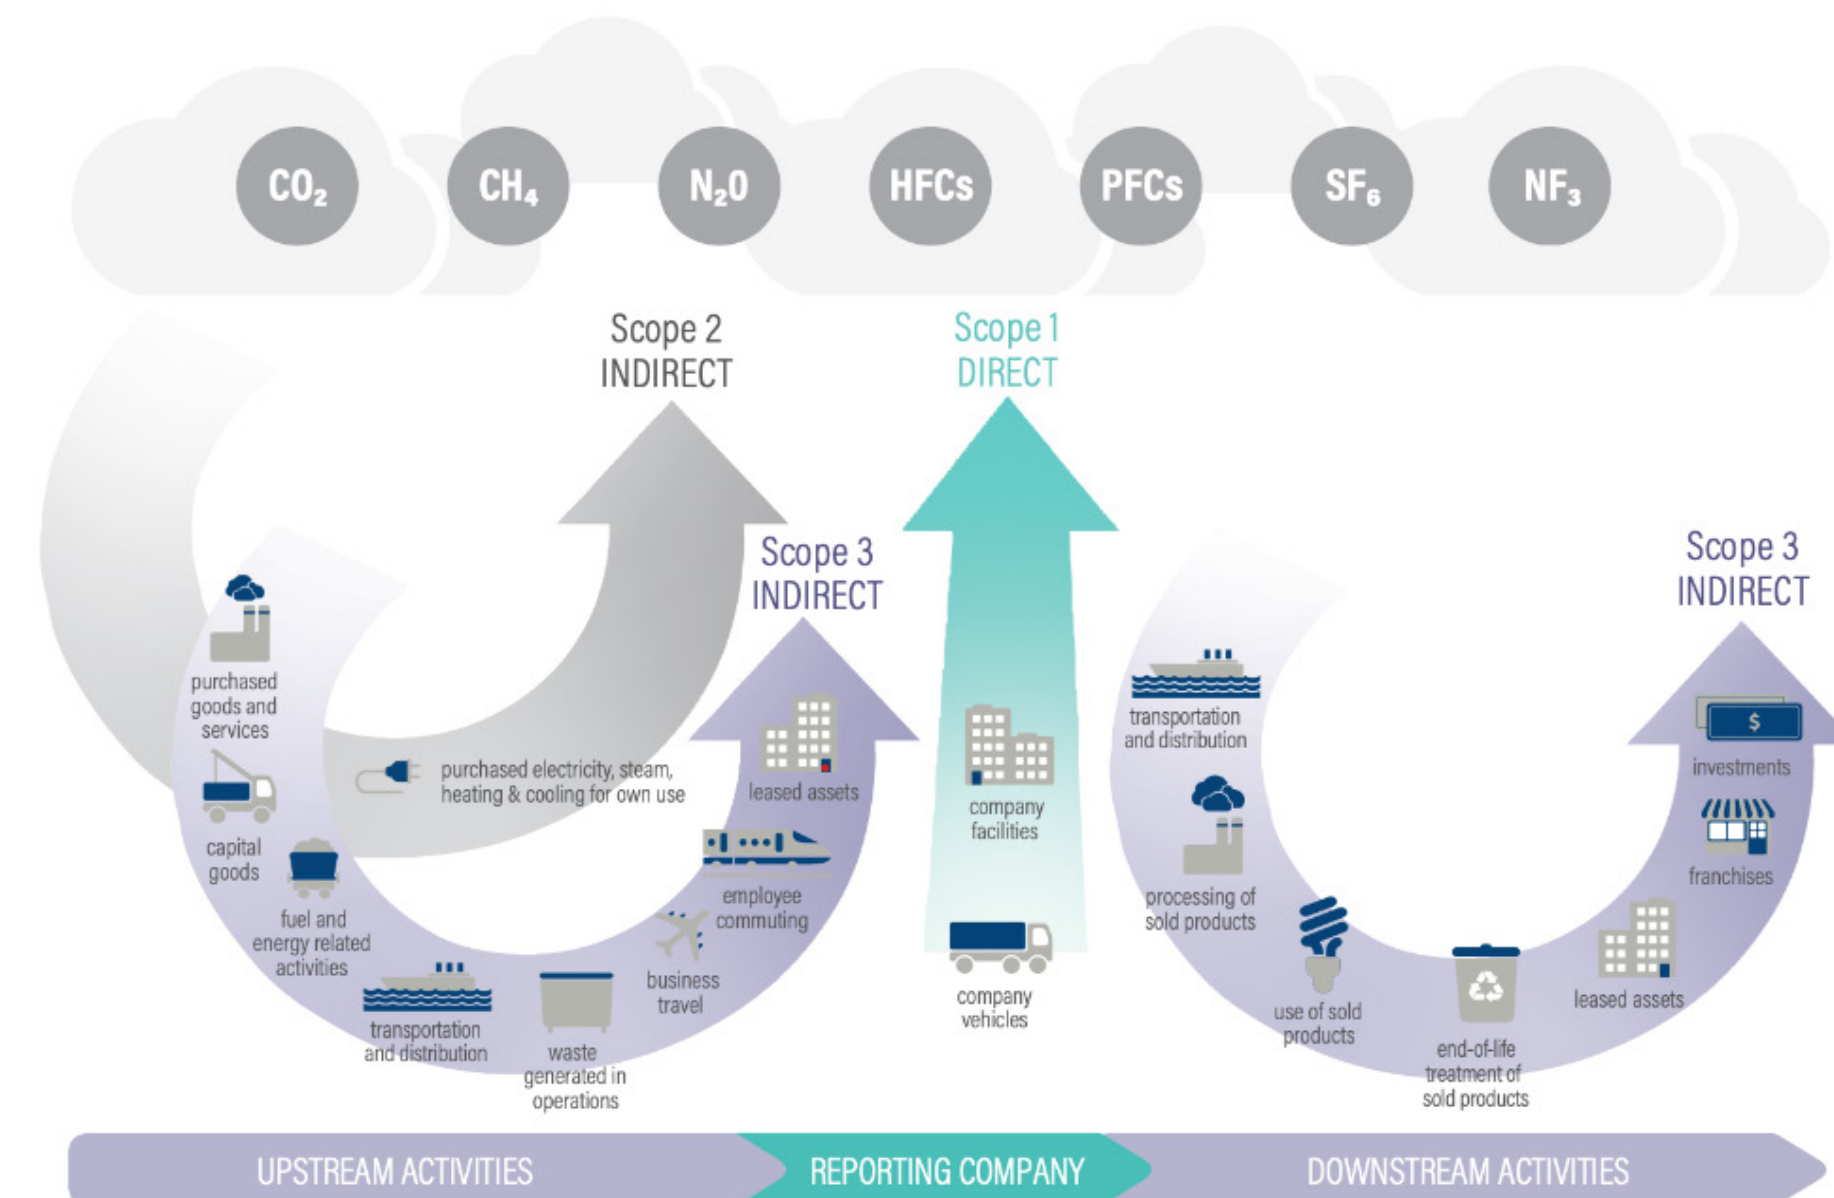 CO₂
CH₄
N₂O
HFCs
PFCs
SF₆
NF₃
Scope 2
INDIRECT
Scope 1
DIRECT
Scope 3
INDIRECT
Scope 3
INDIRECT
purchased
goods and
services
capital
goods
fuel and
energy related
activities
transportation
and distribution
waste
generated in
operations
business
travel
employee
commuting
leased assets
purchased electricity, steam,
heating & cooling for own use
company
facilities
company
vehicles
transportation
and distribution
processing of
sold products
use of sold
products
end-of-life
treatment of
sold products
leased assets
franchises
investments
$
UPSTREAM ACTIVITIES
REPORTING COMPANY
DOWNSTREAM ACTIVITIES